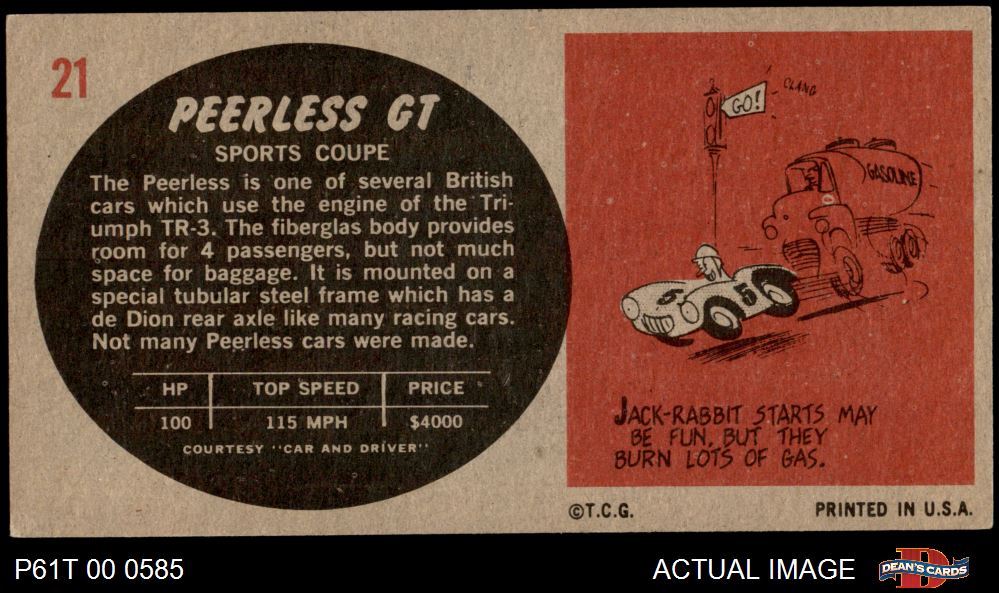 21
PEERLESS GT
SPORTS COUPE
The Peerless is one of several British
cars which use the engine of the Tri-
umph TR-3. The fiberglas body provides
room for 4 passengers, but not much
space for baggage. It is mounted on a
special tubular steel frame which has a
de Dion rear axle like many racing cars.
Not many Peerless cars were made.
HP TOP SPEED PRICE
100 115 MPH $4000
COURTESY "CAR AND DRIVER"
GO!
CLANG
GASOLINE
5 5
JACK-RABBIT STARTS MAY
BE FUN, BUT THEY
BURN LOTS OF GAS.
©T.C.G. PRINTED IN U.S.A.
P61T 00 0585 ACTUAL IMAGE
D
DEAN'S CARDS